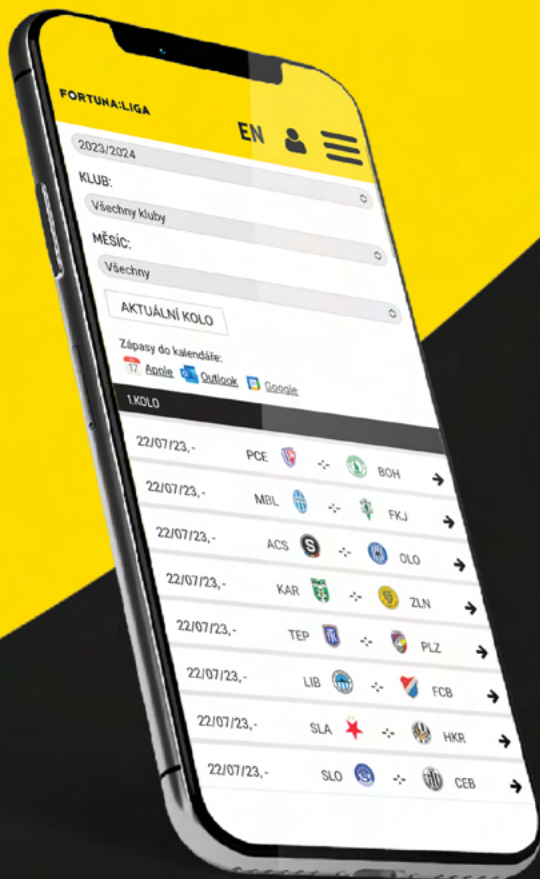 FORTUNA:LIGA
EN
2023/2024
KLUB:
Všechny kluby
MĚSÍC:
Všechny
AKTUÁLNÍ KOLO
Zápasy do kalendáře:
17 Apple Outlook Google
1.KOLO
22/07/23,- PCE -:- BOH
22/07/23,- MBL -:- FKJ
22/07/23,- ACS -:- OLO
22/07/23,- KAR -:- ZLN
22/07/23,- TEP -:- PLZ
22/07/23,- LIB -:- FCB
22/07/23,- SLA -:- HKR
22/07/23,- SLO -:- CEB